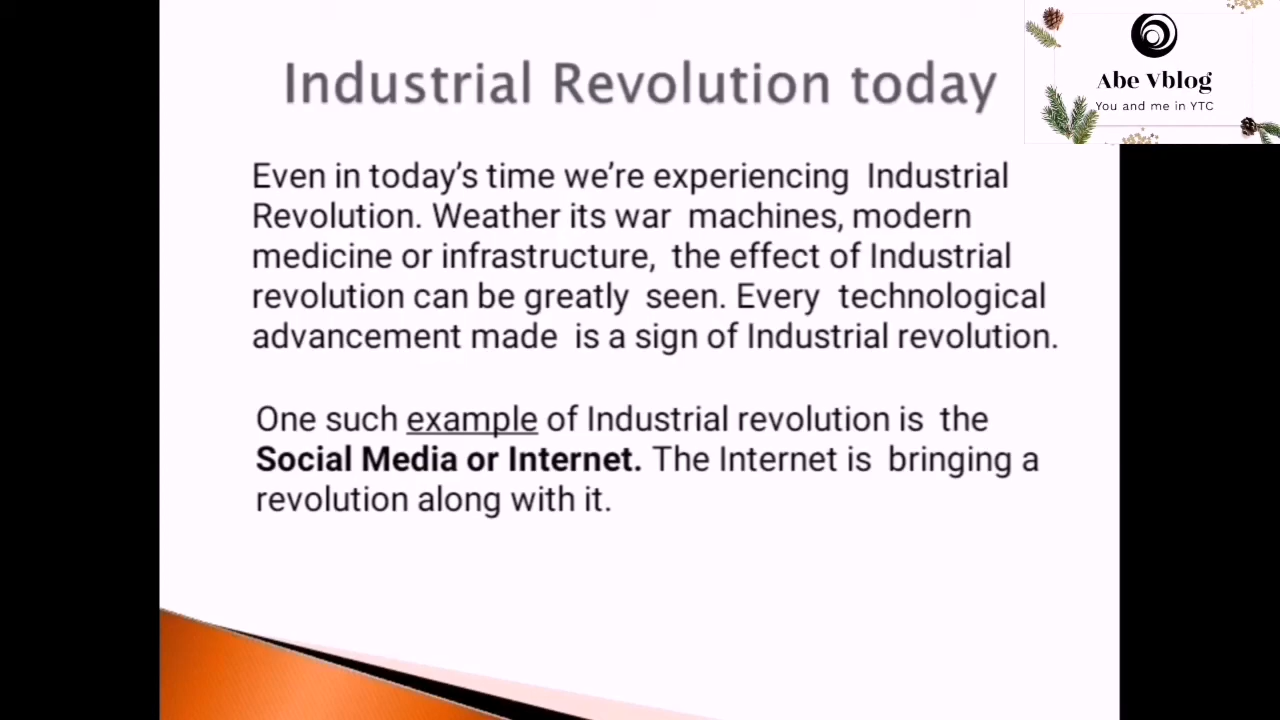 Industrial Revolution today
Abe Vblog
You and me in YTC
Even in today's time we're experiencing Industrial
Revolution. Weather its war machines, modern
medicine or infrastructure, the effect of Industrial
revolution can be greatly seen. Every technological
advancement made is a sign of Industrial revolution.
One such example of Industrial revolution is the
Social Media or Internet. The Internet is bringing a
revolution along with it.